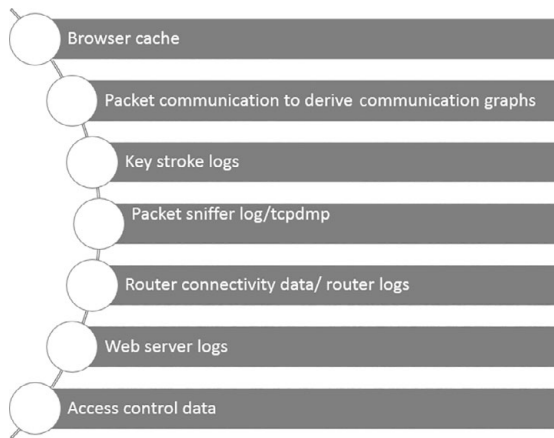 Browser cache
Packet communication to derive communication graphs
Key stroke logs
Packet sniffer log/tcpdmp
Router connectivity data/ router logs
Web server logs
Access control data